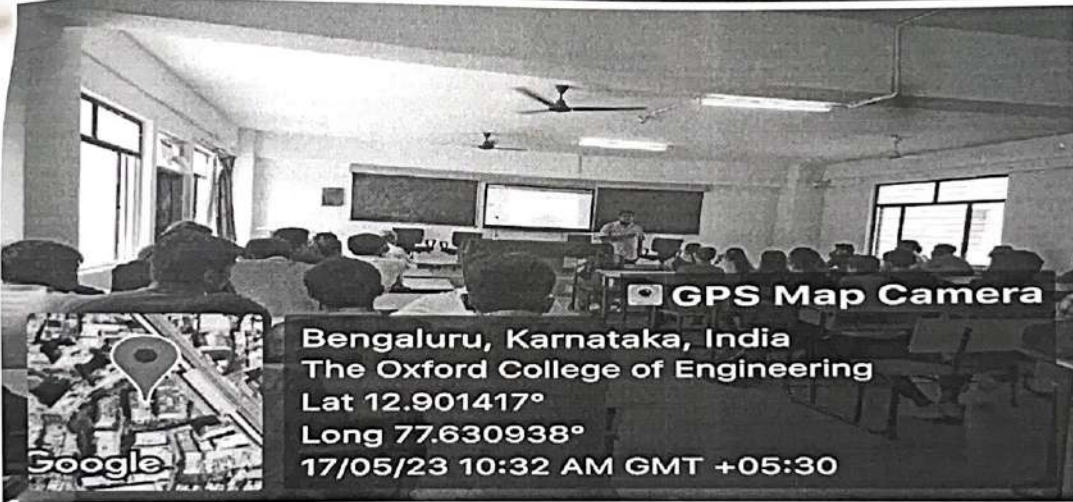 GPS Map Camera
Bengaluru, Karnataka, India
The Oxford College of Engineering
Lat 12.901417°
Long 77.630938°
17/05/23 10:32 AM GMT +05:30
Google